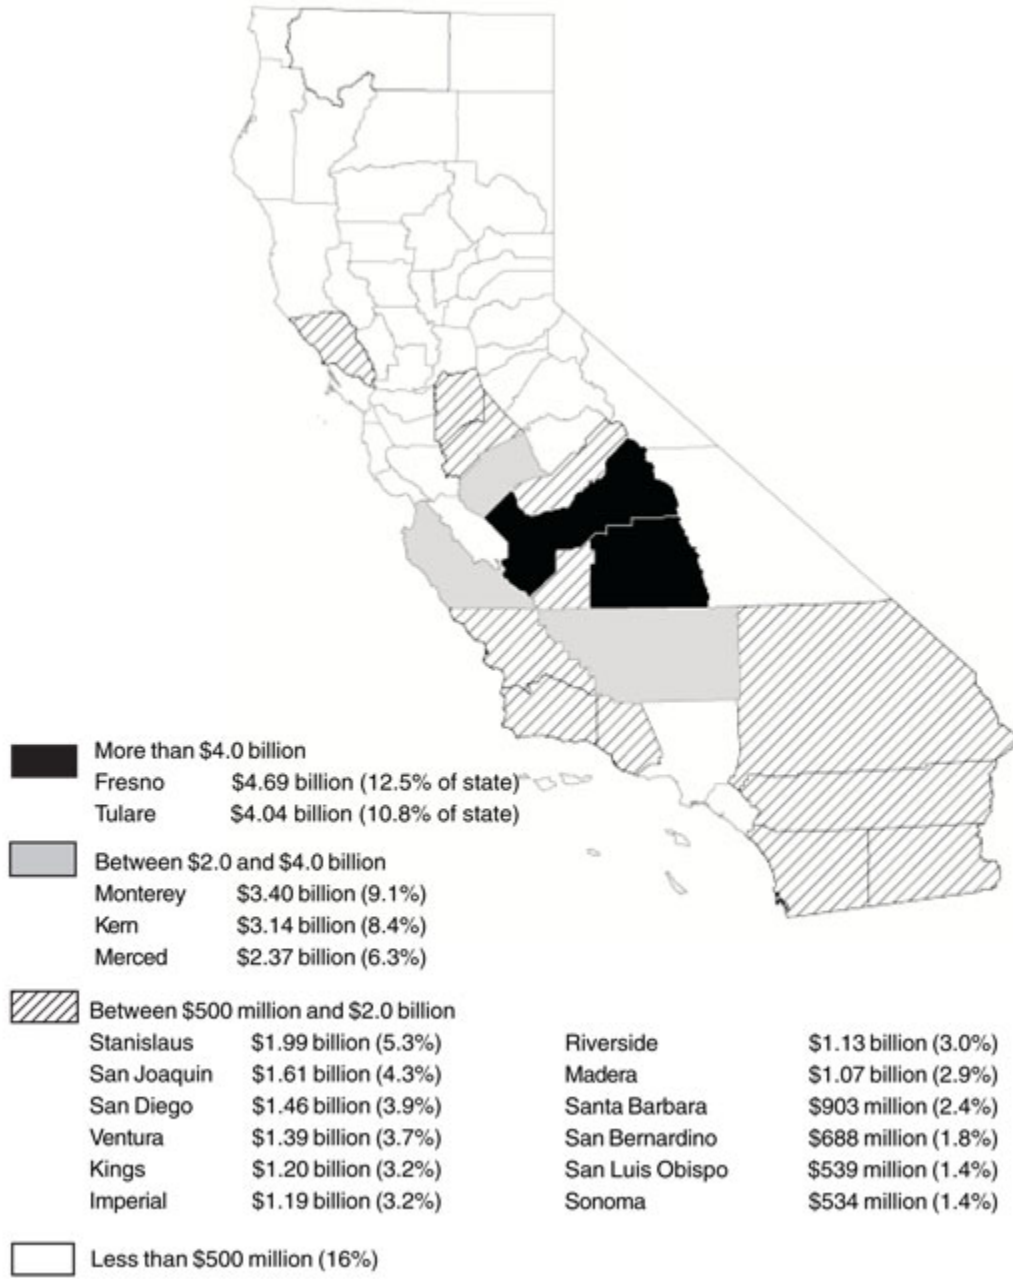 More than $4.0 billion
Fresno $4.69 billion (12.5% of state)
Tulare $4.04 billion (10.8% of state)
Between $2.0 and $4.0 billion
Monterey $3.40 billion (9.1%)
Kern $3.14 billion (8.4%)
Merced $2.37 billion (6.3%)
Between $500 million and $2.0 billion
Stanislaus $1.99 billion (5.3%)
San Joaquin $1.61 billion (4.3%)
San Diego $1.46 billion (3.9%)
Ventura $1.39 billion (3.7%)
Kings $1.20 billion (3.2%)
Imperial $1.19 billion (3.2%)
Riverside $1.13 billion (3.0%)
Madera $1.07 billion (2.9%)
Santa Barbara $903 million (2.4%)
San Bernardino $688 million (1.8%)
San Luis Obispo $539 million (1.4%)
Sonoma $534 million (1.4%)
Less than $500 million (16%)